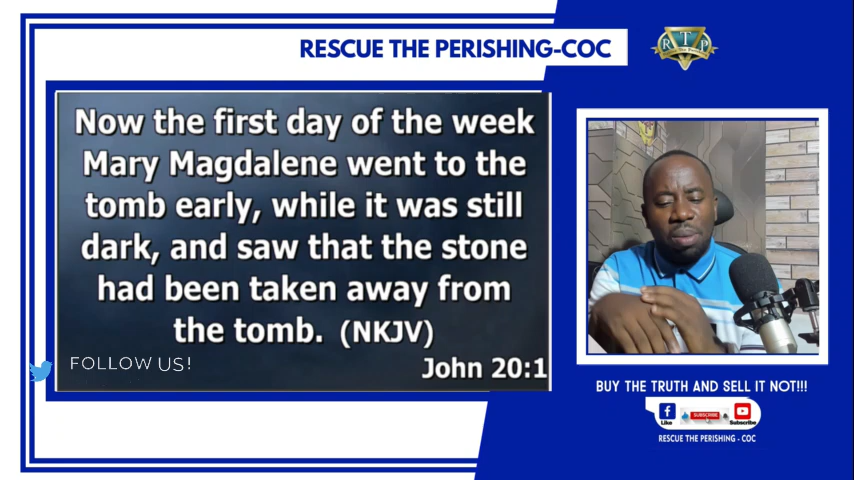 RESCUE THE PERISHING-COC
RTP
Now the first day of the week
Mary Magdalene went to the
tomb early, while it was still
dark, and saw that the stone
had been taken away from
the tomb. (NKJV)
John 20:1
FOLLOW US!
BUY THE TRUTH AND SELL IT NOT!!!
Like
SUBSCRIBE
Subscribe
RESCUE THE PERISHING - COC